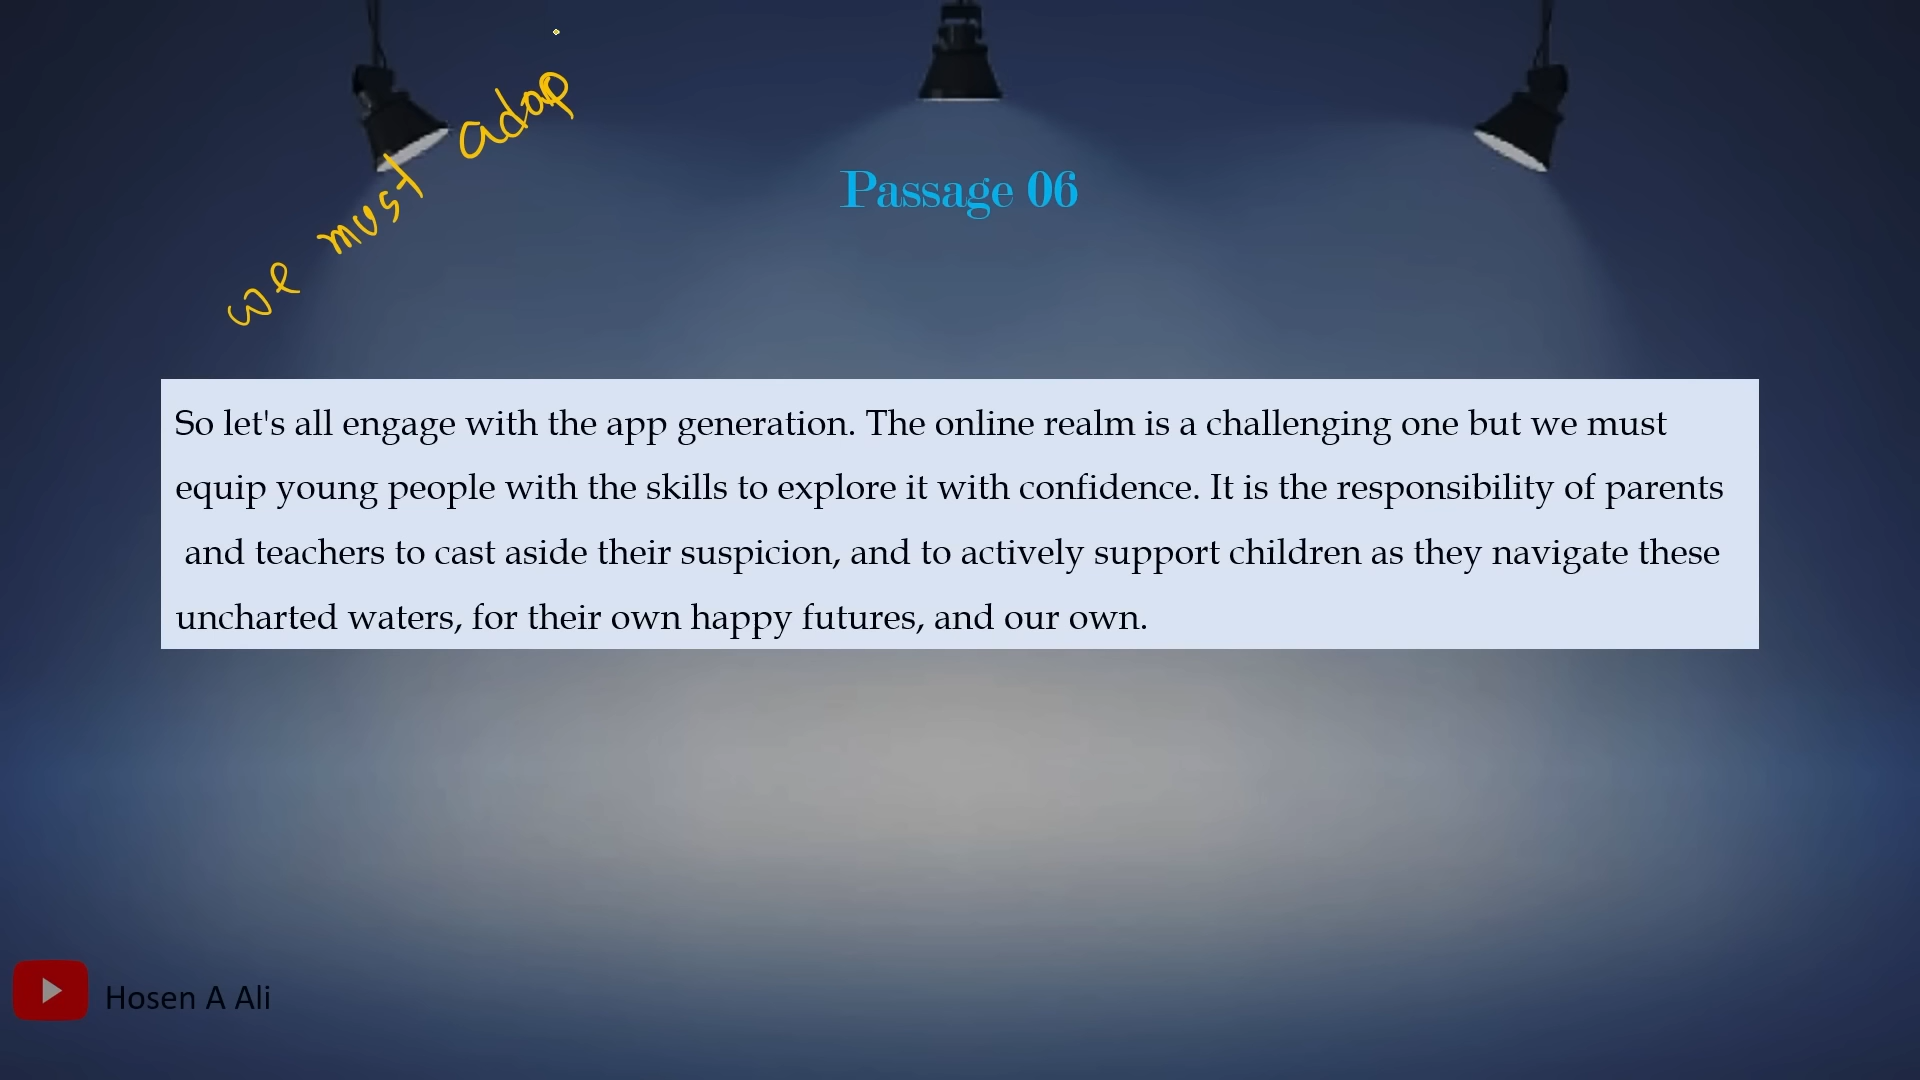 we must adap
Passage 06
So let's all engage with the app generation. The online realm is a challenging one but we must
equip young people with the skills to explore it with confidence. It is the responsibility of parents
and teachers to cast aside their suspicion, and to actively support children as they navigate these
uncharted waters, for their own happy futures, and our own.
Hosen A Ali